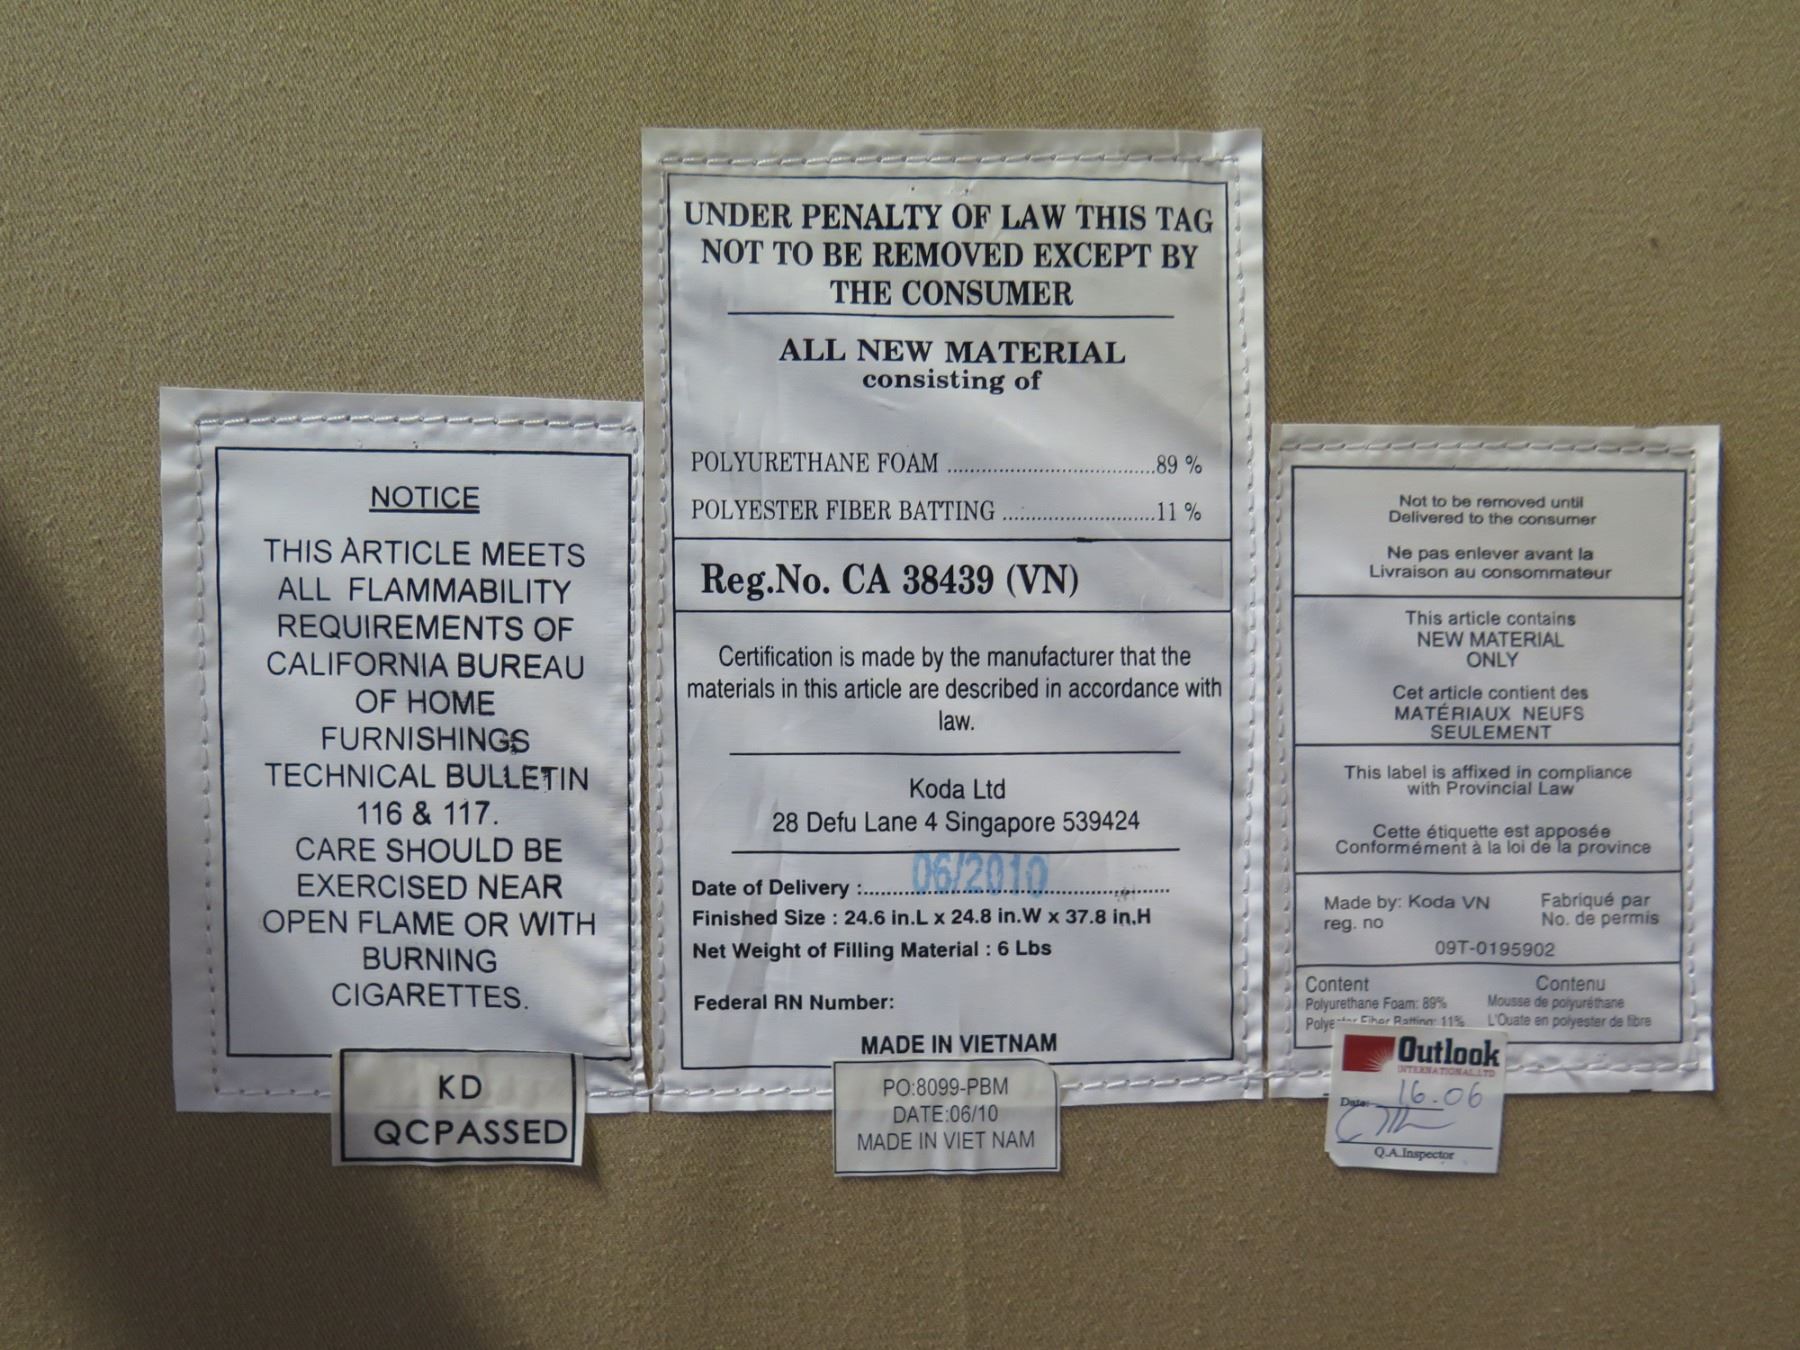 NOTICE
THIS ARTICLE MEETS
ALL FLAMMABILITY
REQUIREMENTS OF
CALIFORNIA BUREAU
OF HOME
FURNISHINGS
TECHNICAL BULLETIN
116 & 117.
CARE SHOULD BE
EXERCISED NEAR
OPEN FLAME OR WITH
BURNING
CIGARETTES.
KD
QCPASSED
UNDER PENALTY OF LAW THIS TAG
NOT TO BE REMOVED EXCEPT BY
THE CONSUMER
ALL NEW MATERIAL
consisting of
POLYURETHANE FOAM ..............................89 %
POLYESTER FIBER BATTING ......................11 %
Reg.No. CA 38439 (VN)
Certification is made by the manufacturer that the
materials in this article are described in accordance with
law.
Koda Ltd
28 Defu Lane 4 Singapore 539424
Date of Delivery :......06/2010..................
Finished Size : 24.6 in.L x 24.8 in.W x 37.8 in.H
Net Weight of Filling Material : 6 Lbs
Federal RN Number:
MADE IN VIETNAM
PO:8099-PBM
DATE:06/10
MADE IN VIET NAM
Not to be removed until
Delivered to the consumer
Ne pas enlever avant la
Livraison au consommateur
This article contains
NEW MATERIAL
ONLY
Cet article contient des
MATÉRIAUX NEUFS
SEULEMENT
This label is affixed in compliance
with Provincial Law
Cette étiquette est apposée
Conformément à la loi de la province
Made by: Koda VN Fabriqué par
reg. no No. de permis
09T-0195902
Content Contenu
Polyurethane Foam: 89% Mousse de polyuréthane
Fiber Batting: 11% L'Ouate en polyester de fibre
Outlook
INTERNATIONAL, LTD
Date: 16.06
Q.A.Inspector